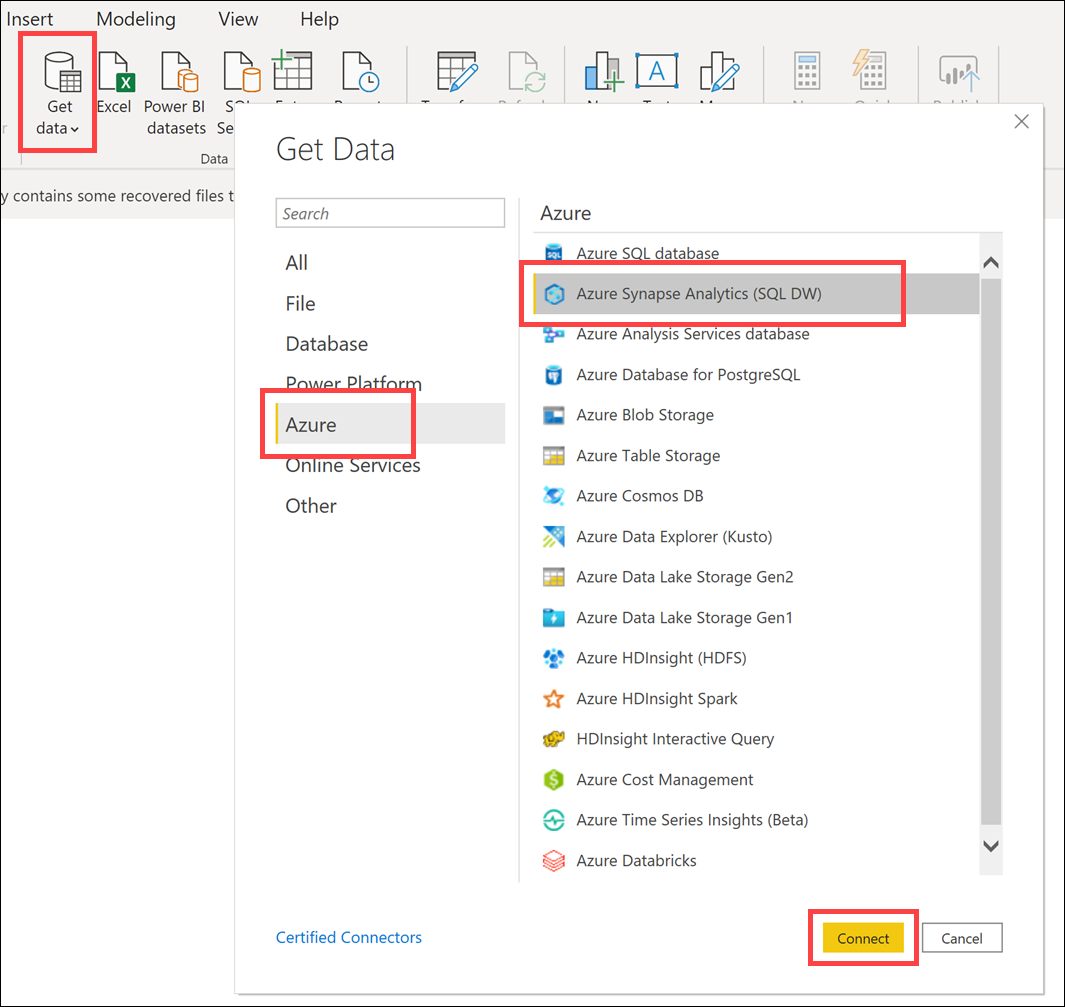 Insert Modeling View Help
Get
data
Excel
Power BI
datasets
Data
y contains some recovered files
Get Data
Search
All
File
Database
Power Platform
Azure
Online Services
Other
Azure
Azure SQL database
Azure Synapse Analytics (SQL DW)
Azure Analysis Services database
Azure Database for PostgreSQL
Azure Blob Storage
Azure Table Storage
Azure Cosmos DB
Azure Data Explorer (Kusto)
Azure Data Lake Storage Gen2
Azure Data Lake Storage Gen1
Azure HDInsight (HDFS)
Azure HDInsight Spark
HDInsight Interactive Query
Azure Cost Management
Azure Time Series Insights (Beta)
Azure Databricks
Certified Connectors
Connect
Cancel